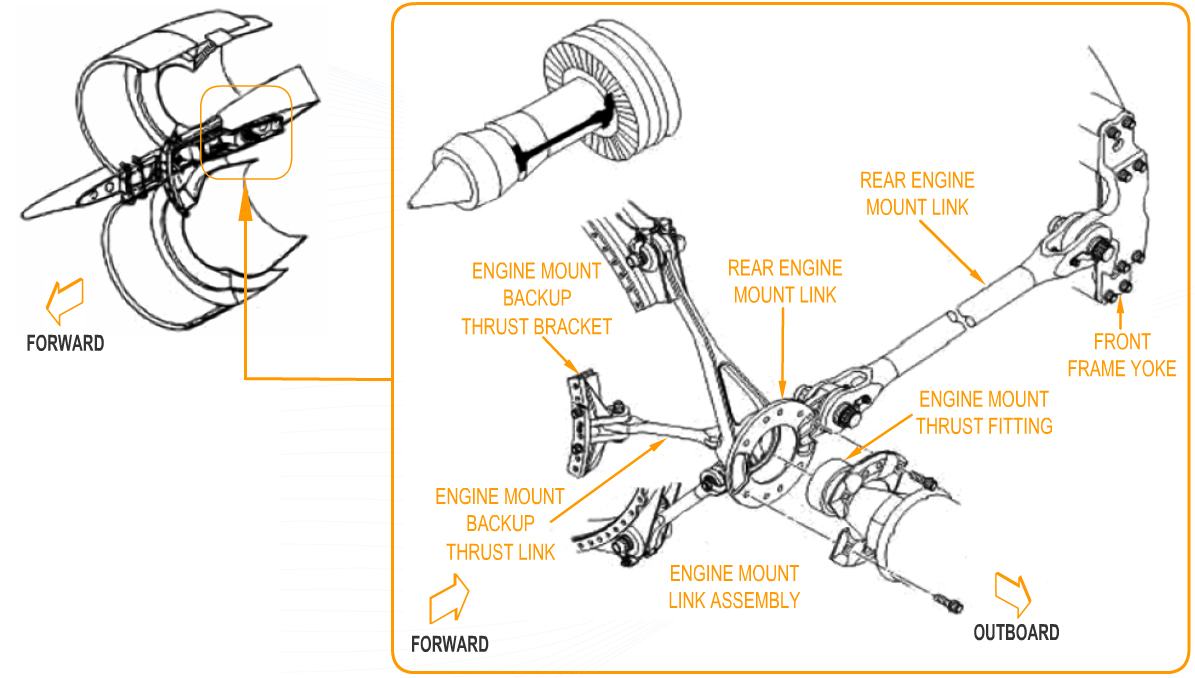 FORWARD
REAR ENGINE
MOUNT LINK
ENGINE MOUNT
BACKUP
THRUST BRACKET
REAR ENGINE
MOUNT LINK
FRONT
FRAME YOKE
ENGINE MOUNT
THRUST FITTING
ENGINE MOUNT
BACKUP
THRUST LINK
ENGINE MOUNT
LINK ASSEMBLY
FORWARD
OUTBOARD